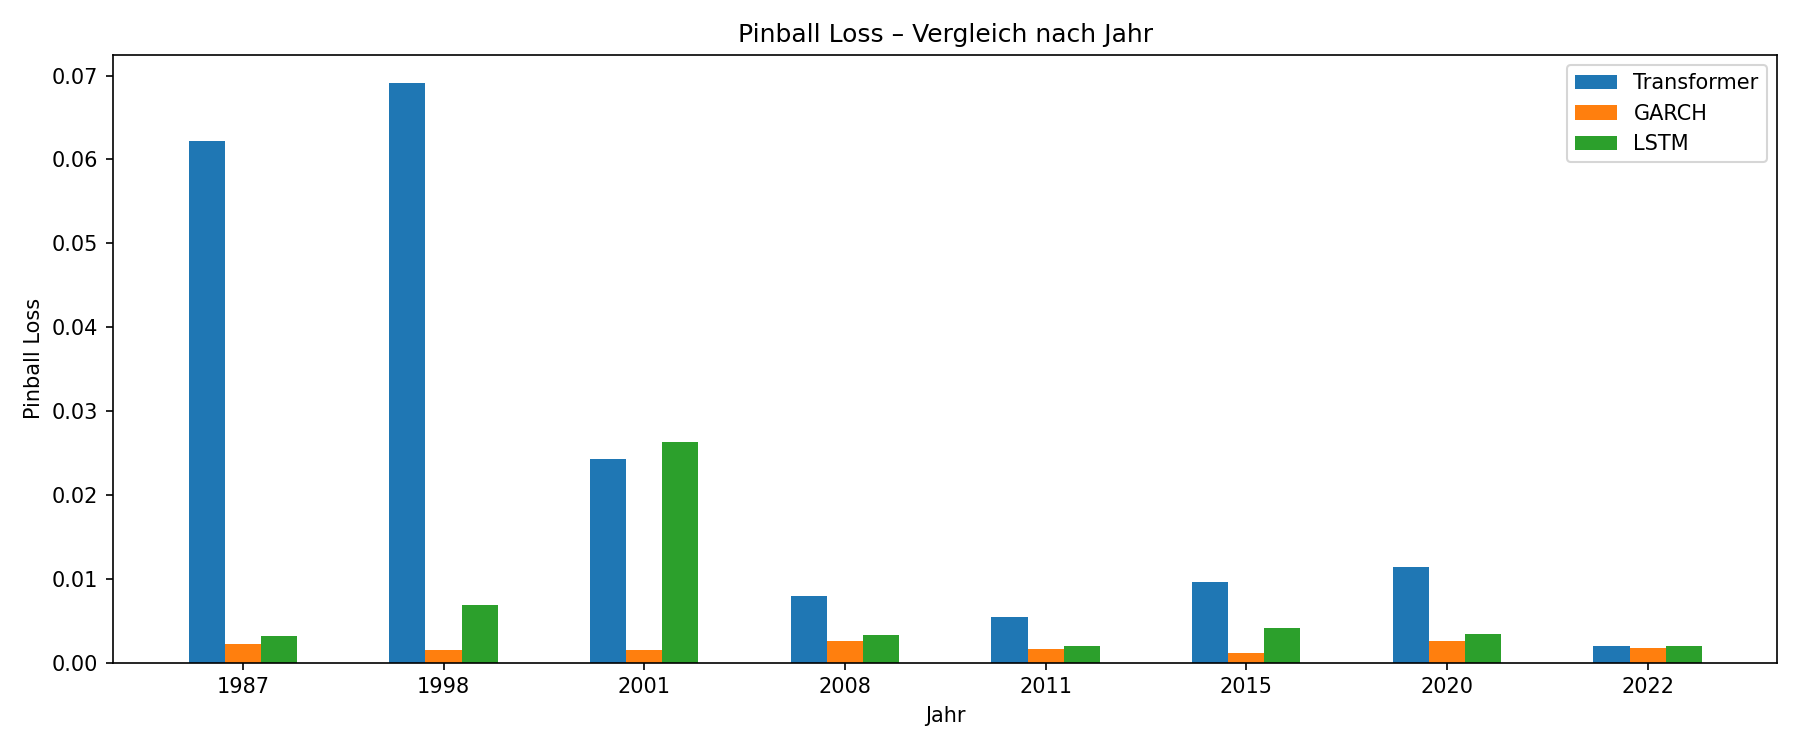 Pinball Loss – Vergleich nach Jahr
Transformer
GARCH
LSTM
Pinball Loss
0.07
0.06
0.05
0.04
0.03
0.02
0.01
0.00
1987 1998 2001 2008 2011 2015 2020 2022
Jahr